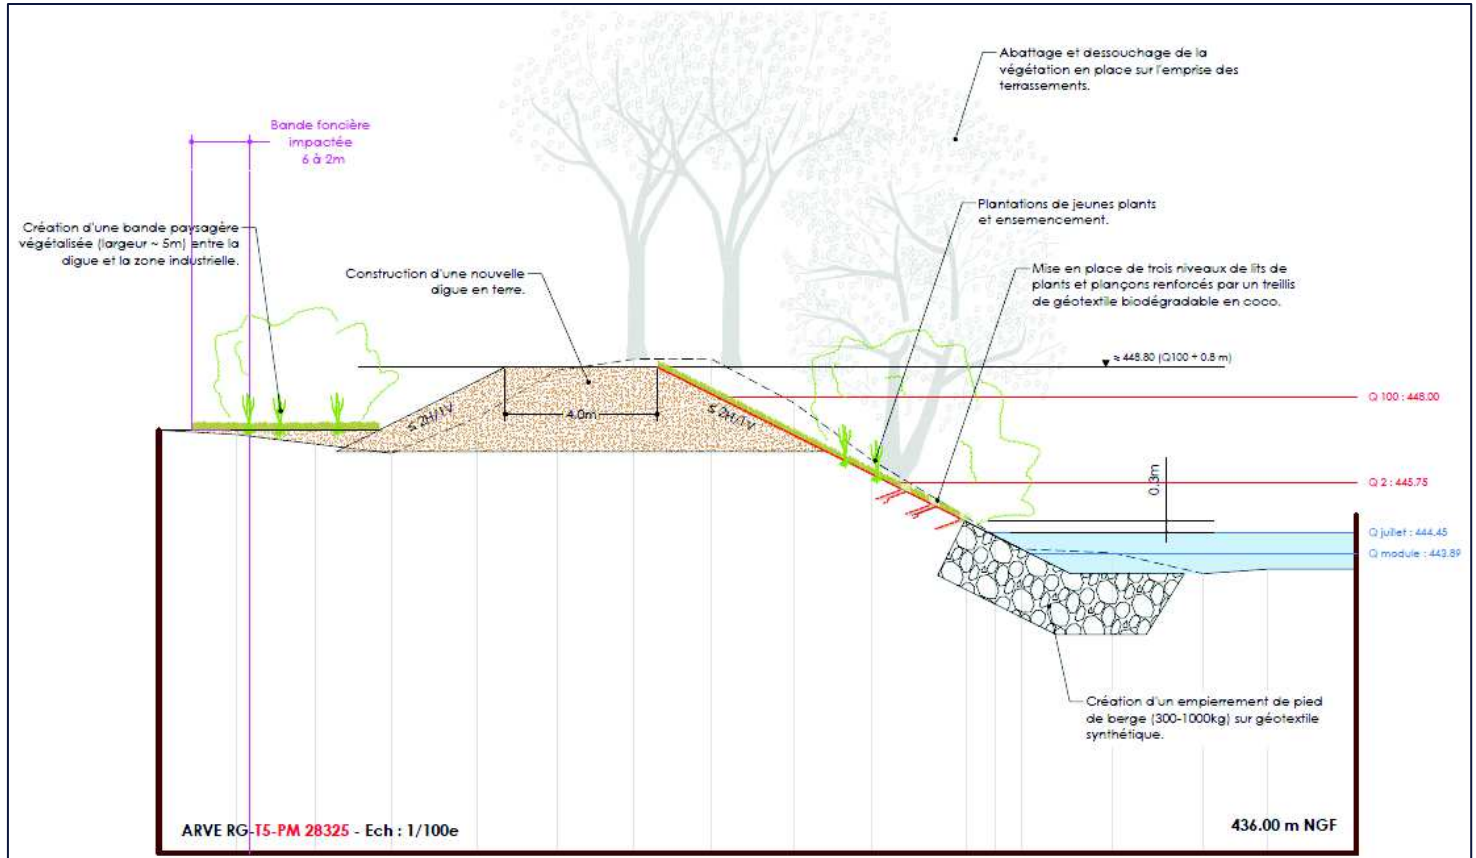 Abattage et dessouchage de la
végétation en place sur l'emprise des
terrassements.
Bande foncière
impactée
6 à 2m
Plantations de jeunes plants
et ensemencement.
Création d'une bande paysagère
végétalisée (largeur ~ 5m) entre la
digue et la zone industrielle.
Construction d'une nouvelle
digue en terre.
Mise en place de trois niveaux de lits de
plants et plançons renforcés par un treillis
de géotextile biodégradable en coco.
≈ 448.80 (Q100 + 0.8 m)
Q 100 : 448.00
≤ 2H/1V
4.0m
≤ 2H/1V
0.3m
Q 2 : 445.75
Q juillet : 444.45
Q module : 443.89
Création d'un empierrement de pied
de berge (300-1000kg) sur géotextile
synthétique.
ARVE RG-T5-PM 28325 - Ech : 1/100e
436.00 m NGF